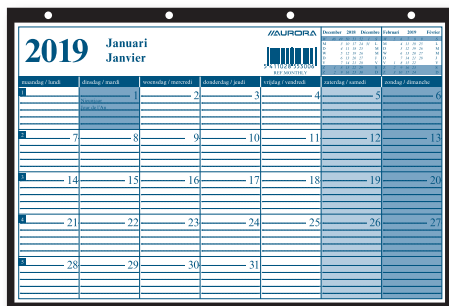 2019
Januari
Janvier
AURORA
5411028555006
REF MONTHLY
December 2018 Décembre
Februari 2019 Février
maandag / lundi
dinsdag / mardi
woensdag / mercredi
donderdag / jeudi
vrijdag / vendredi
zaterdag / samedi
zondag / dimanche
1
1
2
3
4
5
6
Nieuwjaar
Jour de l'An
2
7
8
9
10
11
12
13
3
14
15
16
17
18
19
20
4
21
22
23
24
25
26
27
5
28
29
30
31